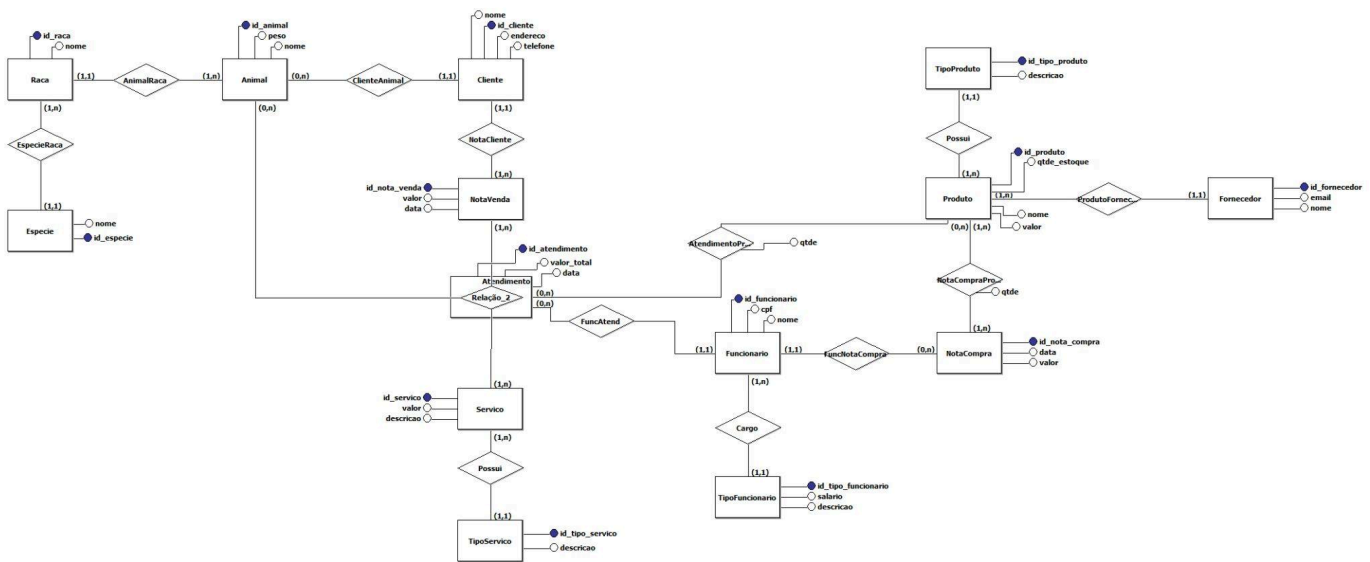 nome
id_animal
id_cliente
id_raca
peso
endereco
nome
nome
telefone
Raca
(1,1)
AnimalRaca
(1,n)
Animal
(0,n)
ClienteAnimal
(1,1)
Cliente
TipoProduto
id_tipo_produto
descricao
(1,n)
(0,n)
(1,1)
(1,1)
EspecieRaca
NotaCliente
Possui
id_produto
qtde_estoque
(1,1)
(1,n)
(1,n)
id_nota_venda
valor
data
NotaVenda
Produto
(1,n)
ProdutoFornec...
(1,1)
Fornecedor
id_fornecedor
email
nome
Especie
nome
id_especie
nome
valor
(1,n)
(0,n)
(1,n)
AtendimentoPr...
qtde
id_atendimento
valor_total
data
Atendimento
Relação_2
(0,n)
(0,n)
NotaCompraPro...
qtde
FuncAtend
id_funcionario
cpf
nome
(1,n)
(1,1)
Funcionario
(1,1)
FuncNotaCompra
(0,n)
NotaCompra
id_nota_compra
data
valor
(1,n)
(1,n)
id_servico
valor
descricao
Servico
(1,n)
Cargo
Possui
(1,1)
TipoFuncionario
id_tipo_funcionario
salario
descricao
(1,1)
TipoServico
id_tipo_servico
descricao